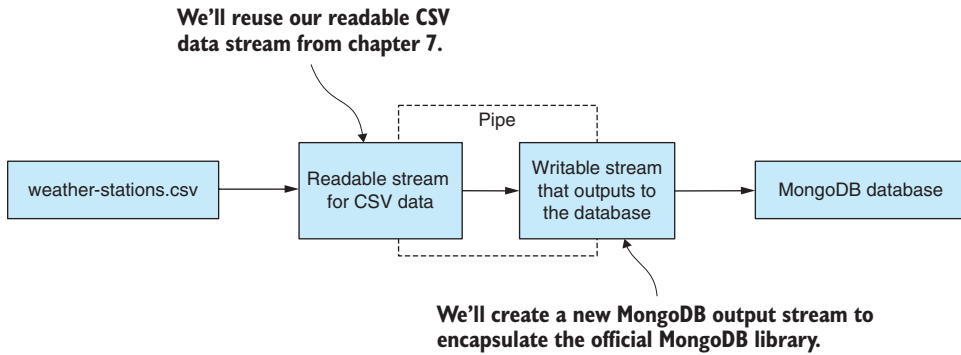 We'll reuse our readable CSV
data stream from chapter 7.
Pipe
weather-stations.csv
Readable stream
for CSV data
Writable stream
that outputs to
the database
MongoDB database
We'll create a new MongoDB output stream to
encapsulate the official MongoDB library.